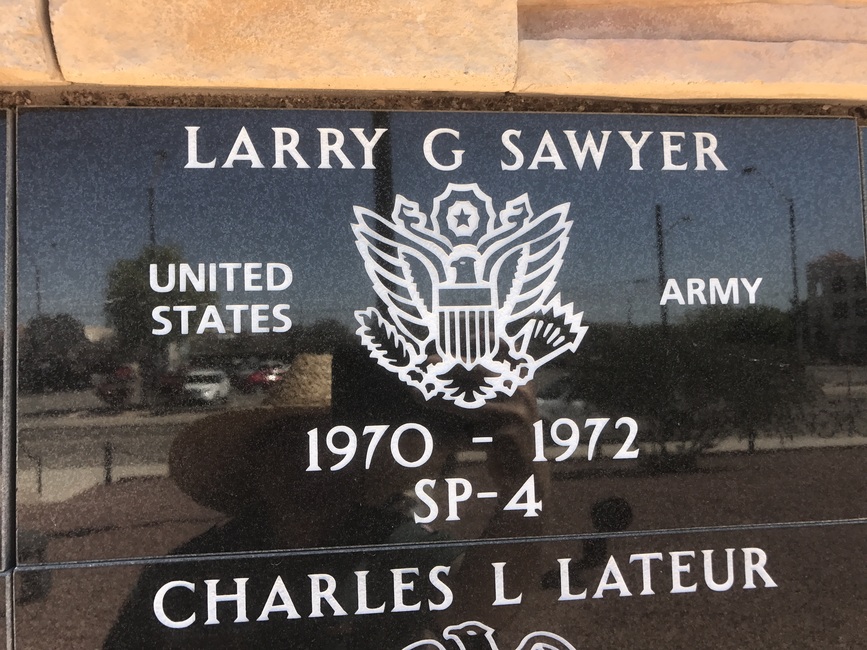 LARRY G SAWYER
UNITED STATES
ARMY
1970 - 1972
SP-4
CHARLES L LATEUR